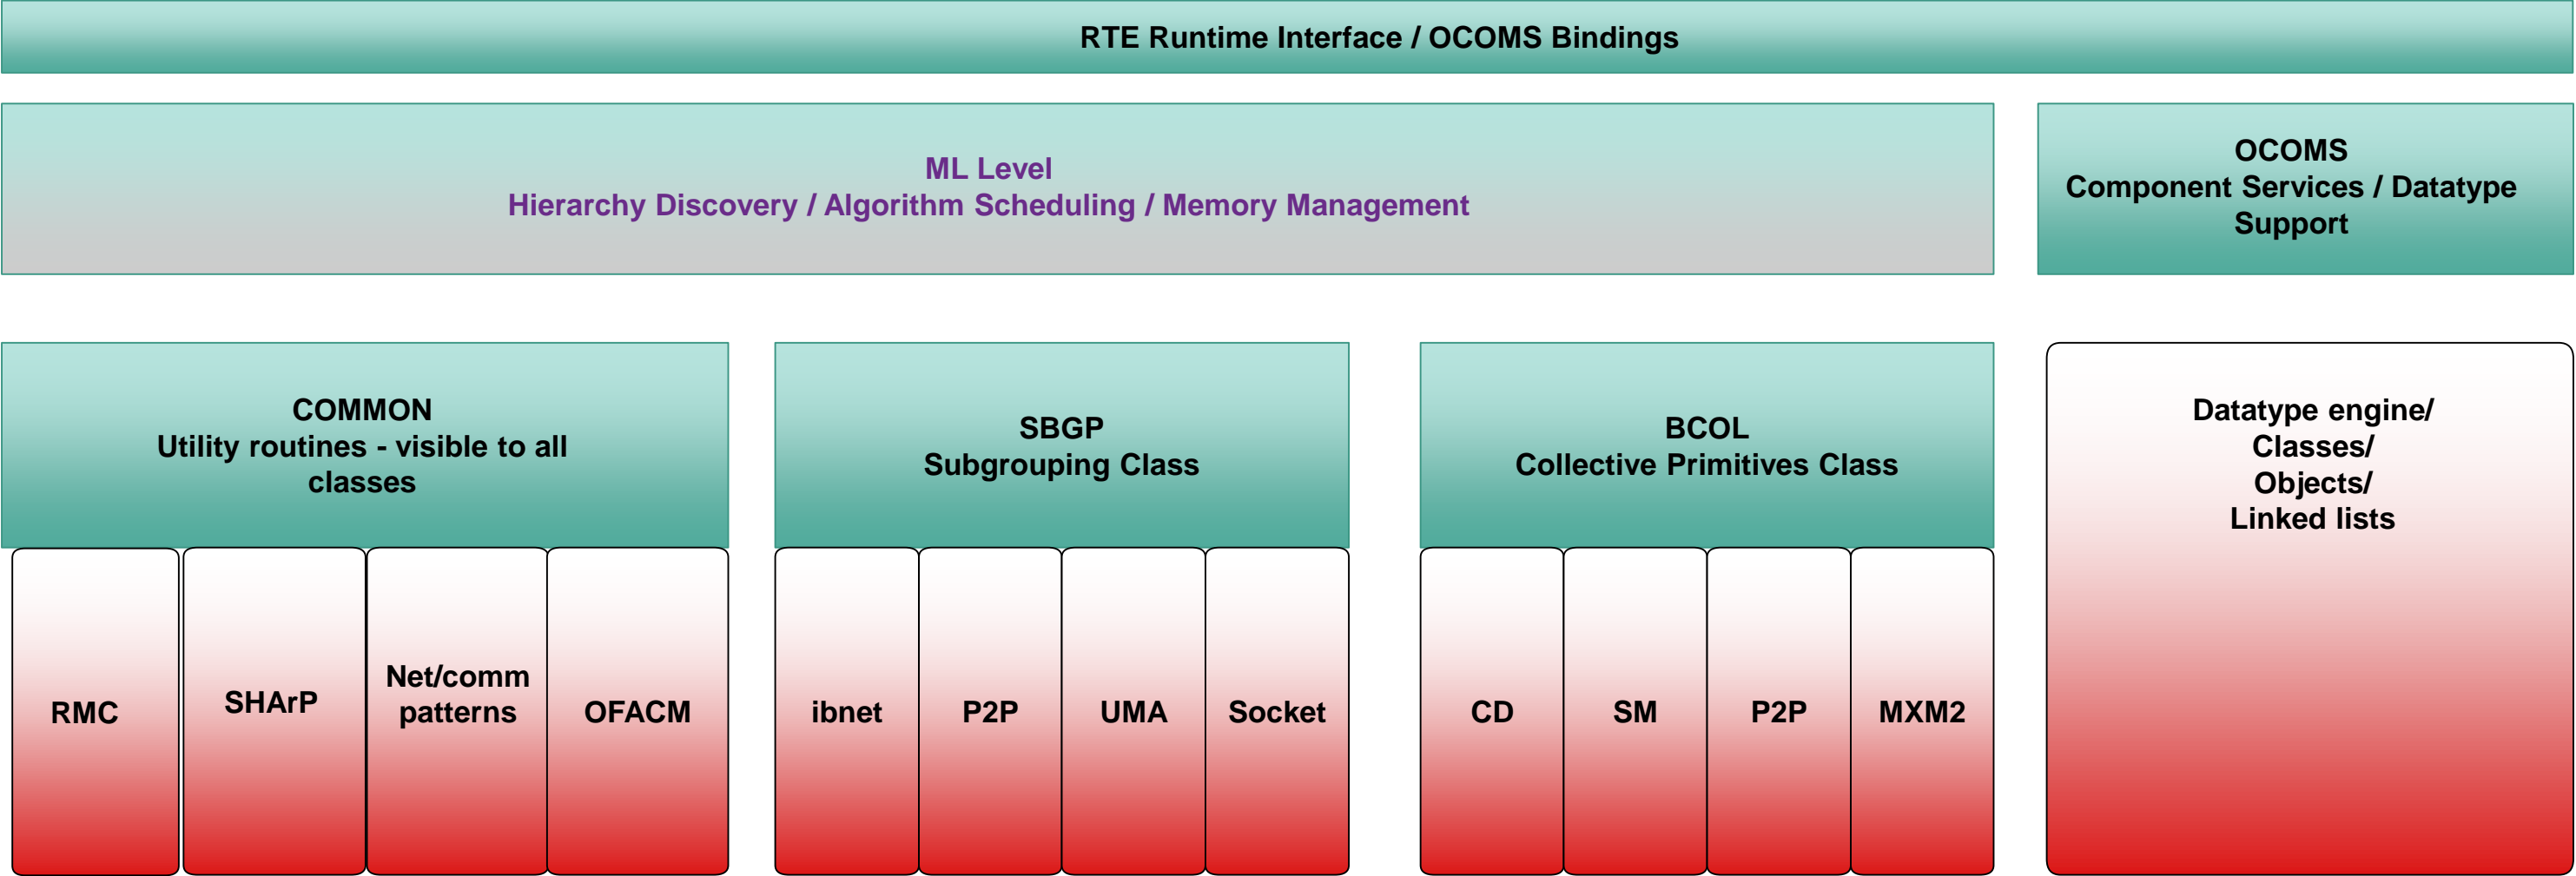 RTE Runtime Interface / OCOMS Bindings
ML Level
Hierarchy Discovery / Algorithm Scheduling / Memory Management
OCOMS
Component Services / Datatype
Support
COMMON
Utility routines - visible to all
classes
SBGP
Subgrouping Class
BCOL
Collective Primitives Class
Datatype engine/
Classes/
Objects/
Linked lists
RMC
SHArP
Net/comm
patterns
OFACM
ibnet
P2P
UMA
Socket
CD
SM
P2P
MXM2